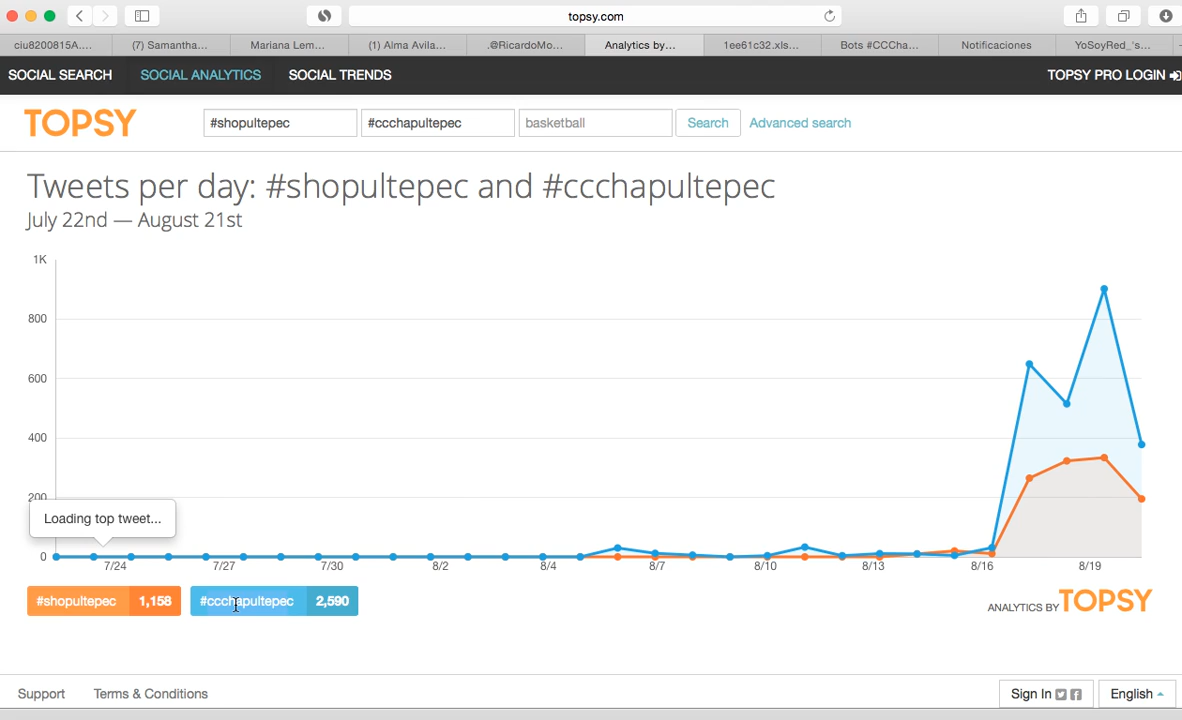 topsy.com
ciu8200815A....
(7) Samantha...
Mariana Lem...
(1) Alma Avila...
.@RicardoMo...
Analytics by...
1ee61c32.xls...
Bots #CCCha...
Notificaciones
YoSoyRed_'s...
SOCIAL SEARCH
SOCIAL ANALYTICS
SOCIAL TRENDS
TOPSY PRO LOGIN
TOPSY
#shopultepec
#ccchapultepec
basketball
Search
Advanced search
Tweets per day: #shopultepec and #ccchapultepec
July 22nd — August 21st
1K
800
600
400
200
0
Loading top tweet...
7/24
7/27
7/30
8/2
8/4
8/7
8/10
8/13
8/16
8/19
#shopultepec 1,158
#ccchapultepec 2,590
ANALYTICS BY TOPSY
Support
Terms & Conditions
Sign In
English